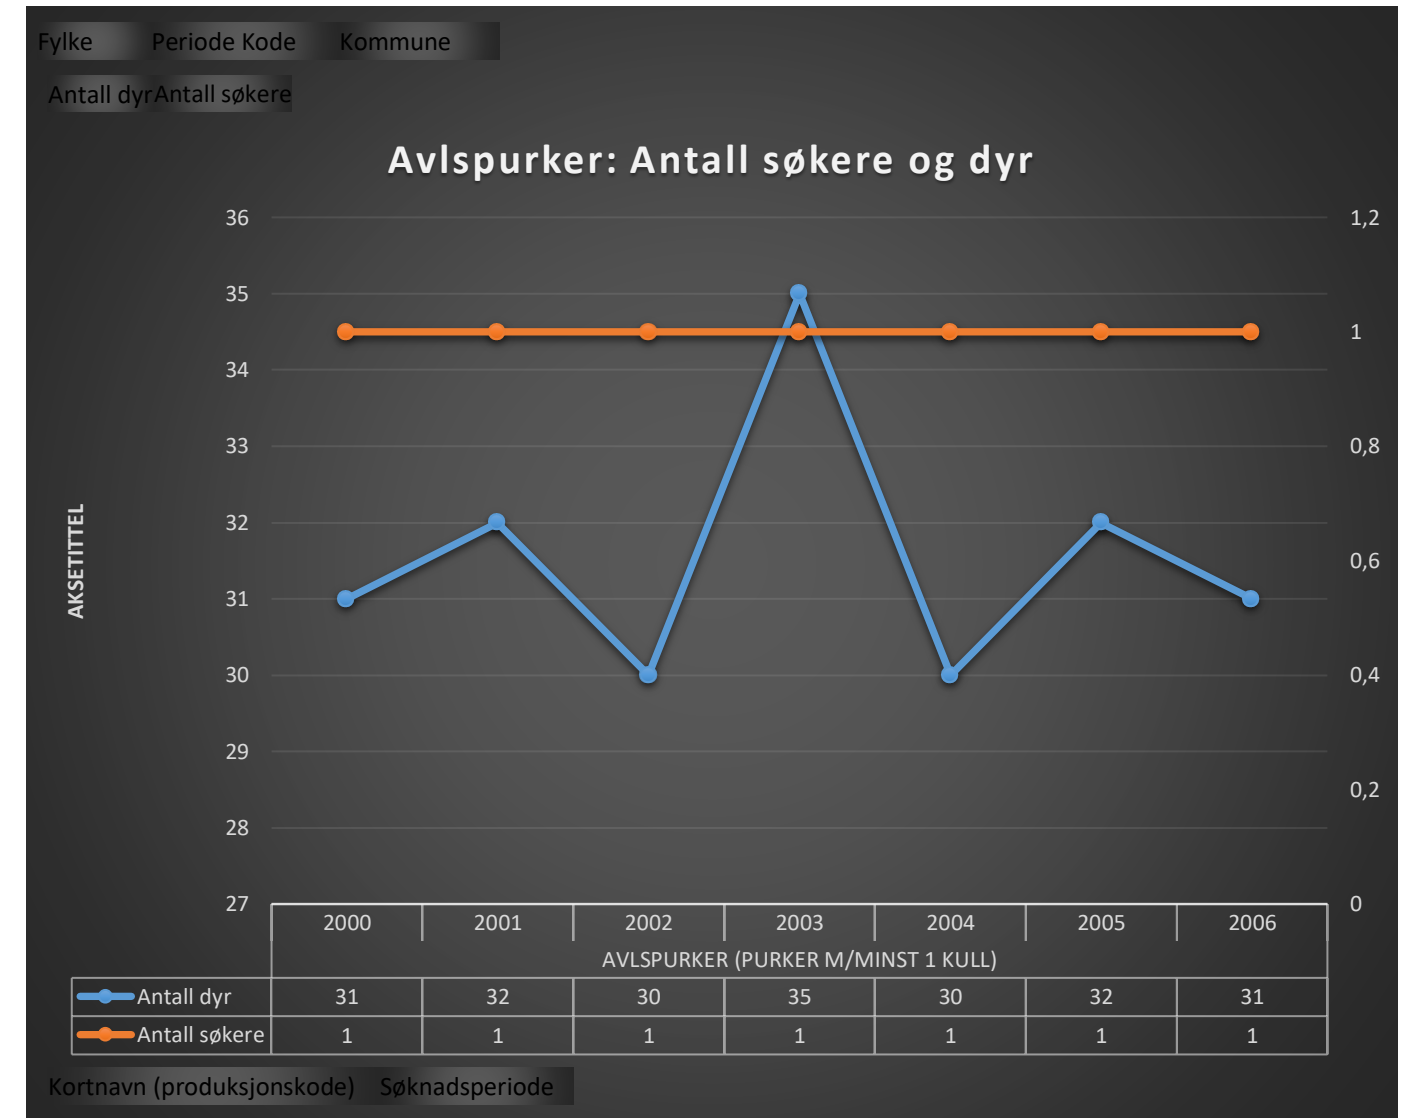 Fylke Periode Kode Kommune
Antall dyr Antall søkere
Avlspurker: Antall søkere og dyr
36 1,2
35
1
34
33 0,8
32
0,6
31
30 0,4
29
0,2
28
27 0
AKSETITTEL
2000 2001 2002 2003 2004 2005 2006
AVLSPURKER (PURKER M/MINST 1 KULL)
Antall dyr 31 32 30 35 30 32 31
Antall søkere 1 1 1 1 1 1 1
Kortnavn (produksjonskode) Søknadsperiode